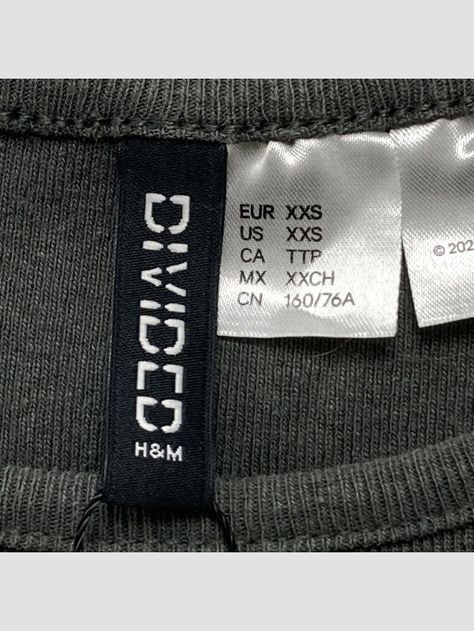 DIVIDED
H&M
EUR XXS
US XXS
CA TTP
MX XXCH
CN 160/76A
©